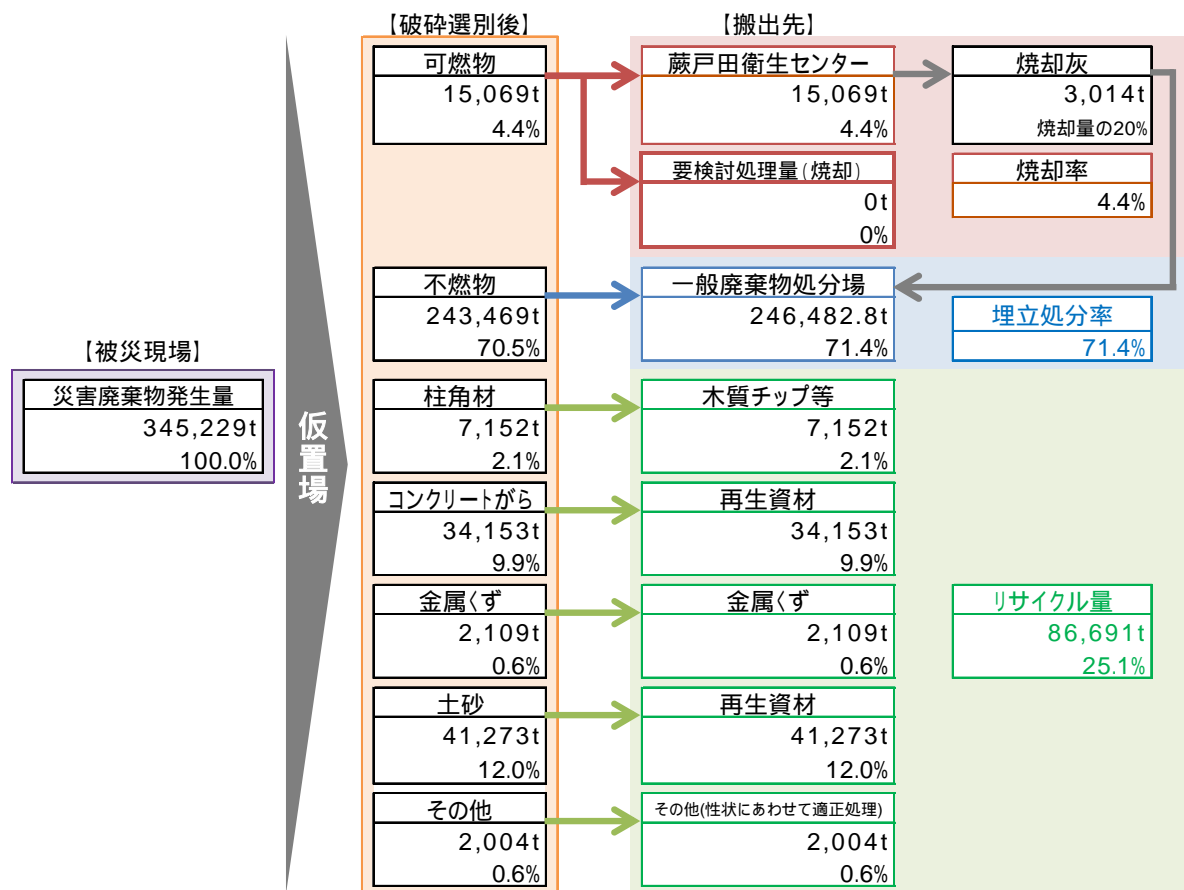 【破砕選別後】
【搬出先】
可燃物
15,069t
4.4%
蕨戸田衛生センター
15,069t
4.4%
焼却灰
3,014t
焼却量の20%
要検討処理量(焼却)
0t
0%
焼却率
4.4%
不燃物
243,469t
70.5%
一般廃棄物処分場
246,482.8t
71.4%
埋立処分率
71.4%
【被災現場】
災害廃棄物発生量
345,229t
100.0%
仮置場
柱角材
7,152t
2.1%
木質チップ等
7,152t
2.1%
コンクリートがら
34,153t
9.9%
再生資材
34,153t
9.9%
金属くず
2,109t
0.6%
金属くず
2,109t
0.6%
リサイクル量
86,691t
25.1%
土砂
41,273t
12.0%
再生資材
41,273t
12.0%
その他
2,004t
0.6%
その他(性状にあわせて適正処理)
2,004t
0.6%